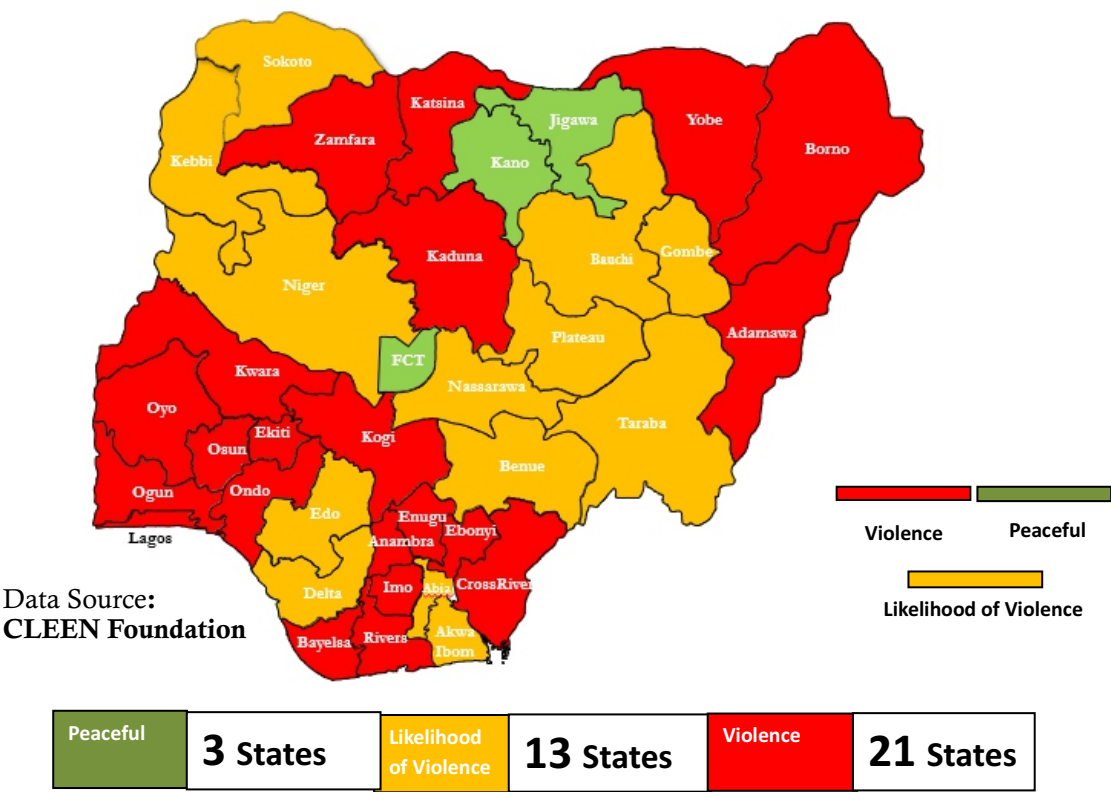 Sokoto
Katsina
Jigawa
Yobe
Zamfara
Borno
Kebbi
Kano
Kaduna
Gombe
Bauchi
Niger
Adamawa
Plateau
FCT
Kwara
Nassarawa
Oyo
Taraba
Ekiti
Kogi
Osun
Benue
Ogun
Ondo
Edo
Enugu
Ebonyi
Lagos
Anambra
Imo
Abia
CrossRiver
Delta
Akwa
Ibom
Bayelsa
Rivers
Violence
Peaceful
Likelihood of Violence
Data Source:
CLEEN Foundation
Peaceful
3 States
Likelihood
of Violence
13 States
Violence
21 States